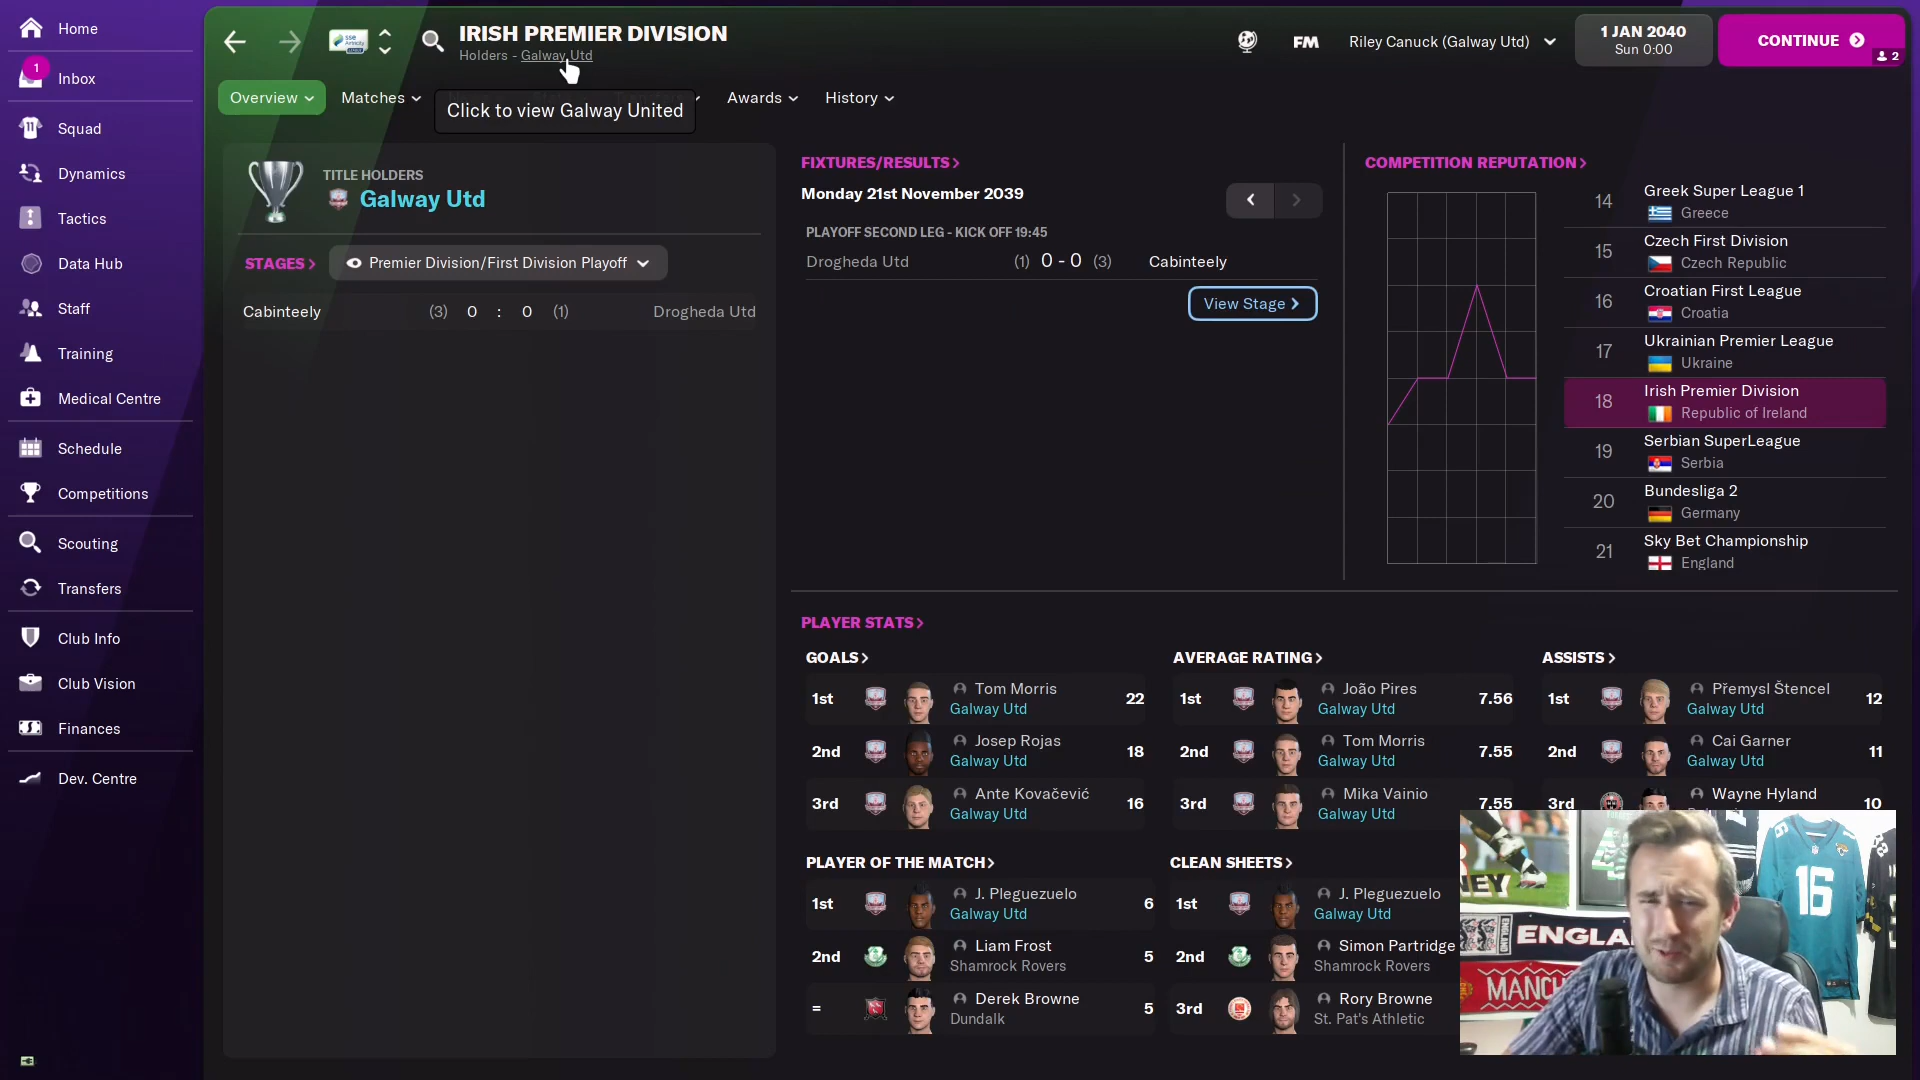 Home
1
Inbox
Squad
Dynamics
Tactics
Data Hub
Staff
Training
Medical Centre
Schedule
Competitions
Scouting
Transfers
Club Info
Club Vision
Finances
Dev. Centre
IRISH PREMIER DIVISION
Holders - Galway Utd
FM
Riley Canuck (Galway Utd)
1 JAN 2040
Sun 0:00
CONTINUE
2
Overview
Matches
Awards
History
Click to view Galway United
TITLE HOLDERS
Galway Utd
STAGES
Premier Division/First Division Playoff
Cabinteely (3) 0 : 0 (1) Drogheda Utd
FIXTURES/RESULTS
Monday 21st November 2039
PLAYOFF SECOND LEG - KICK OFF 19:45
Drogheda Utd (1) 0 - 0 (3) Cabinteely
View Stage
COMPETITION REPUTATION
14 Greek Super League 1
Greece
15 Czech First Division
Czech Republic
16 Croatian First League
Croatia
17 Ukrainian Premier League
Ukraine
18 Irish Premier Division
Republic of Ireland
19 Serbian SuperLeague
Serbia
20 Bundesliga 2
Germany
21 Sky Bet Championship
England
PLAYER STATS
GOALS
1st Tom Morris 22
Galway Utd
2nd Josep Rojas 18
Galway Utd
3rd Ante Kovačević 16
Galway Utd
AVERAGE RATING
1st João Pires 7.56
Galway Utd
2nd Tom Morris 7.55
Galway Utd
3rd Mika Vainio 7.55
Galway Utd
ASSISTS
1st Přemysl Štencel 12
Galway Utd
2nd Cai Garner 11
Galway Utd
3rd Wayne Hyland 10
PLAYER OF THE MATCH
1st J. Pleguezuelo 6
Galway Utd
2nd Liam Frost 5
Shamrock Rovers
= Derek Browne 5
Dundalk
CLEAN SHEETS
1st J. Pleguezuelo
Galway Utd
2nd Simon Partridge
Shamrock Rovers
3rd Rory Browne
St. Pat's Athletic
NEY
ENGLA
MANCH
16